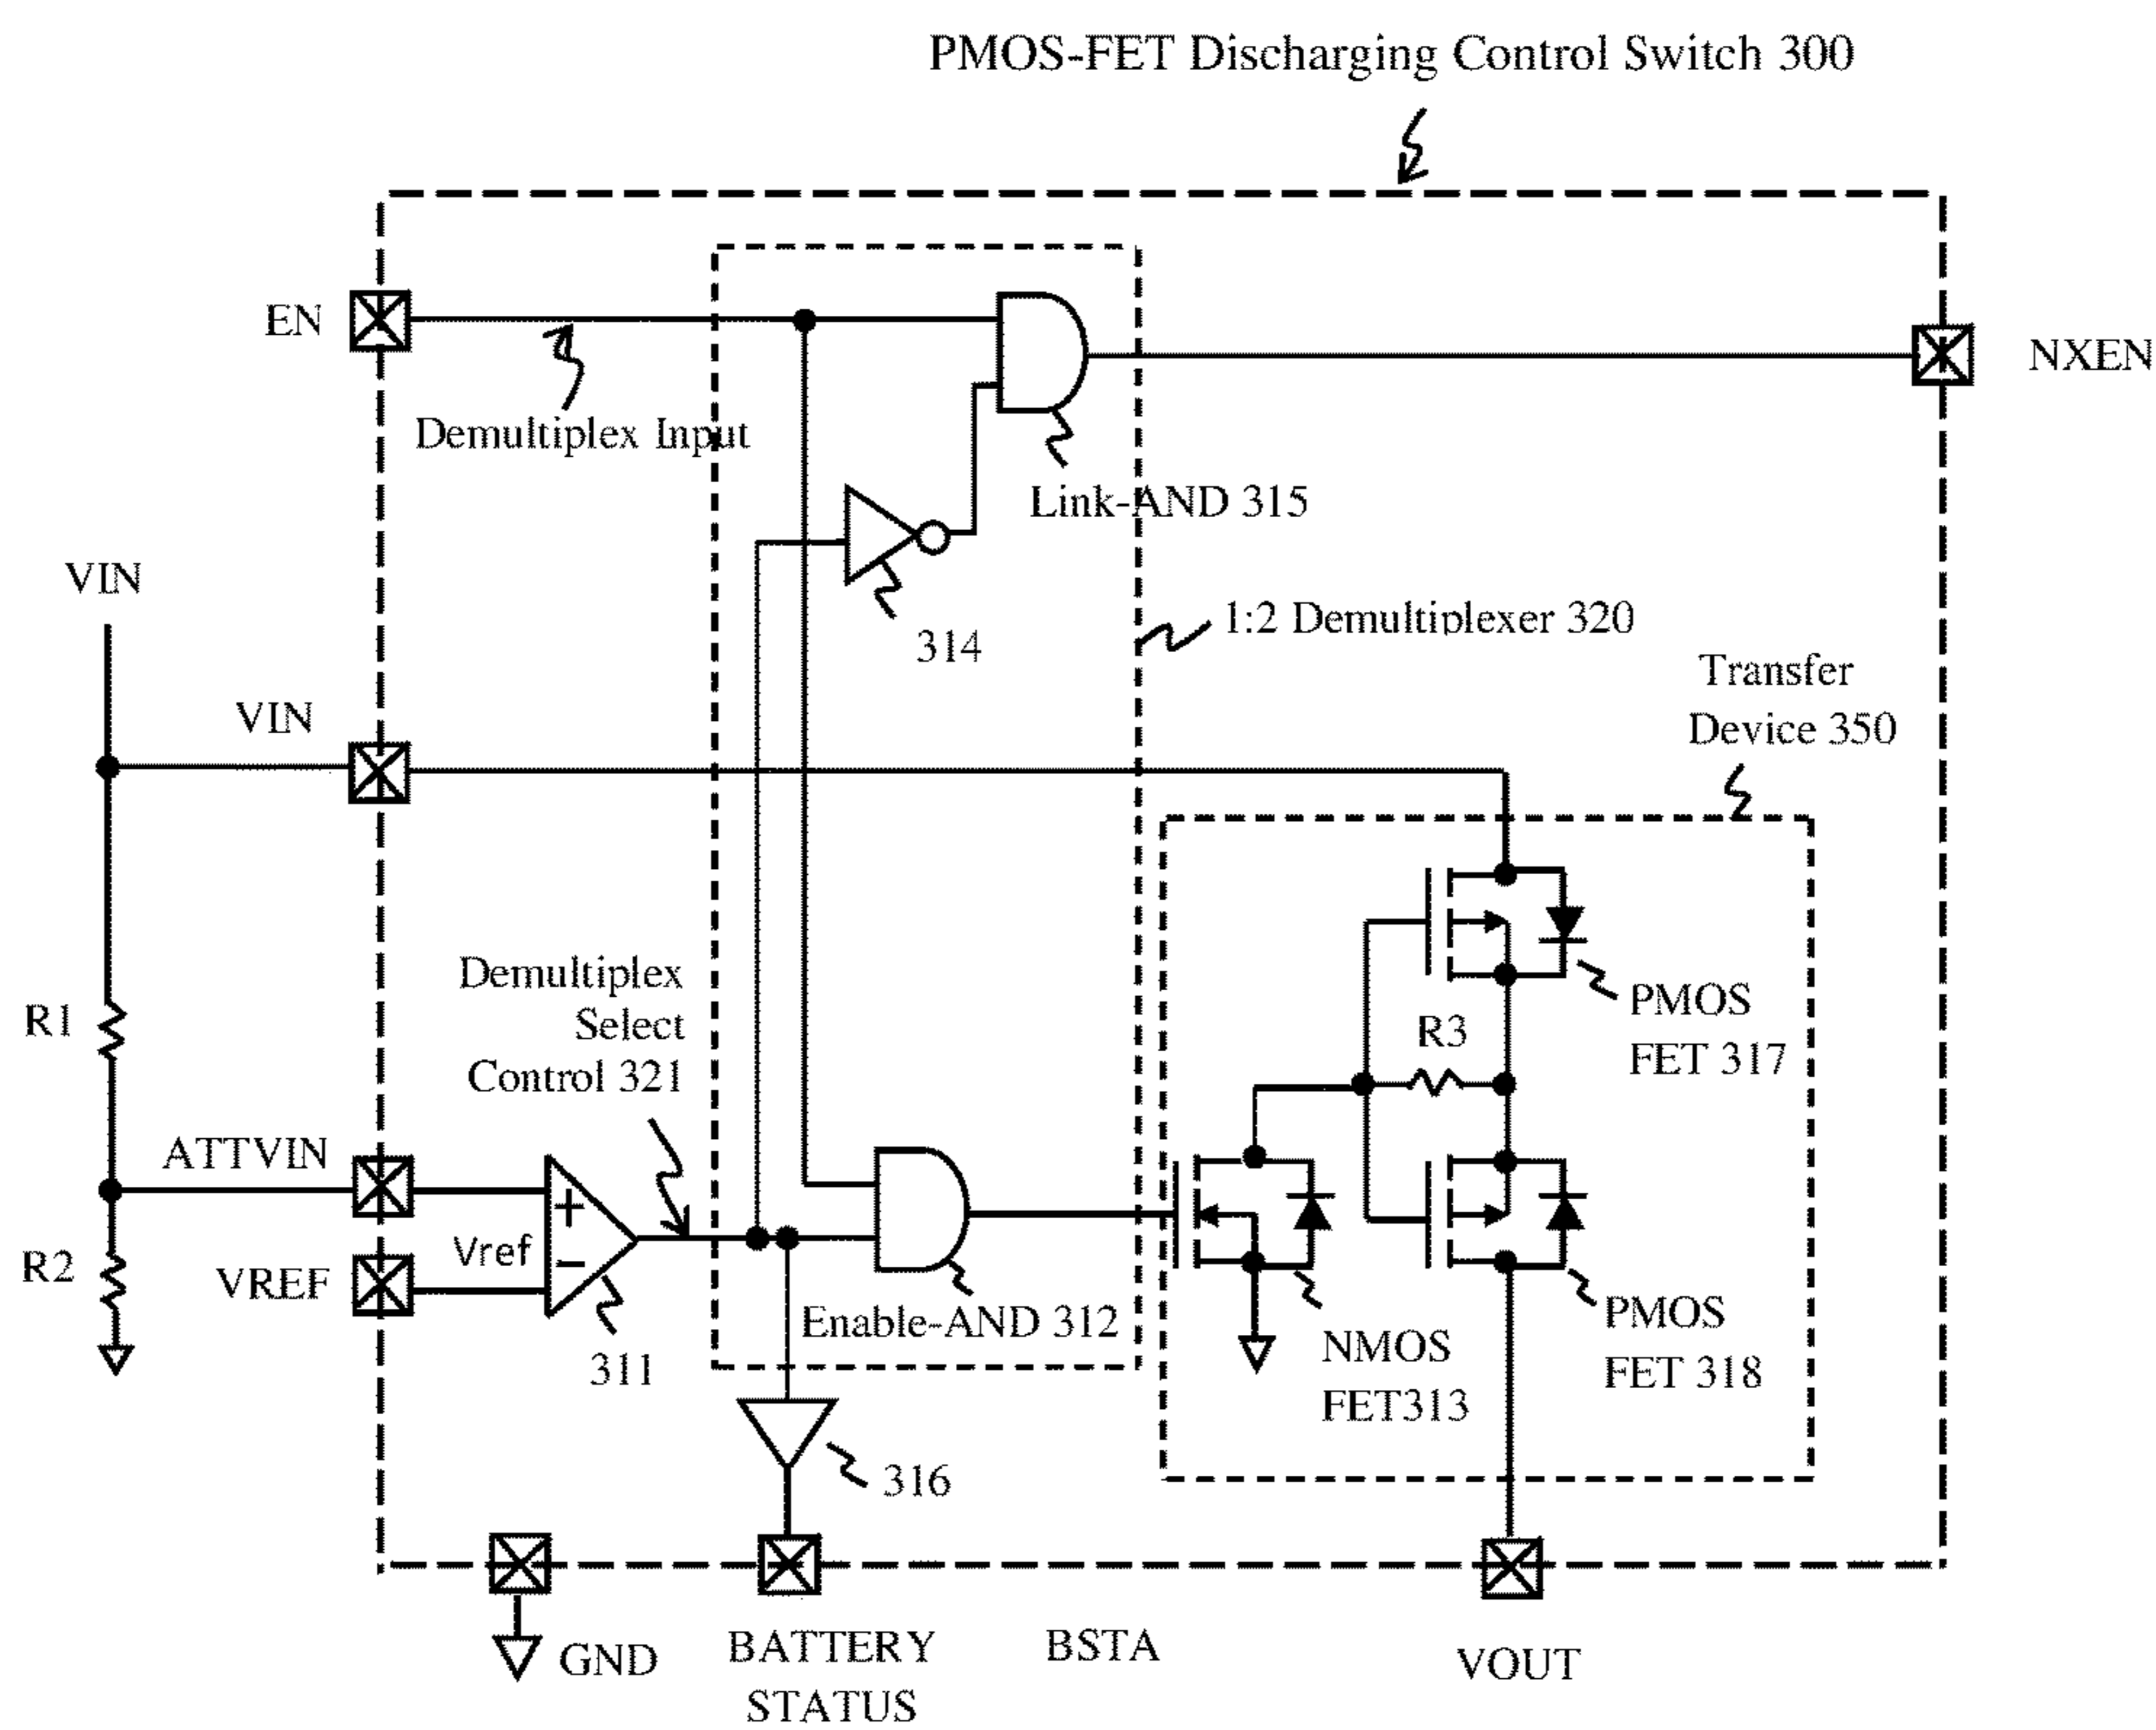 PMOS-FET Discharging Control Switch 300
EN
NXEN
Demultiplex Input
Link-AND 315
VIN
314
1:2 Demultiplexer 320
Transfer
Device 350
VIN
Demultiplex
Select
Control 321
R1
PMOS
FET 317
R3
ATTVIN
+
Vref
−
R2
VREF
311
Enable-AND 312
NMOS
FET313
PMOS
FET 318
316
GND
BATTERY
STATUS
BSTA
VOUT